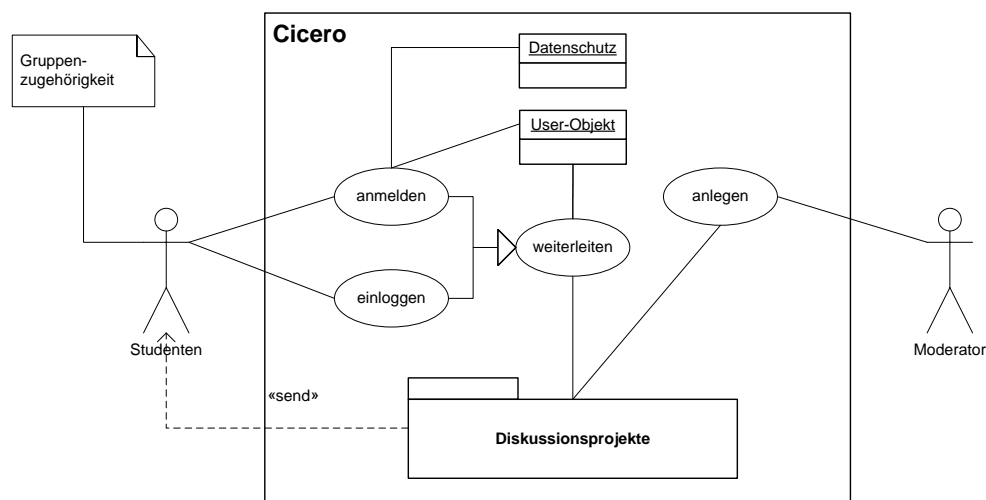 Cicero
Gruppen-
zugehörigkeit
Datenschutz
User-Objekt
anmelden
anlegen
weiterleiten
einloggen
Studenten
Moderator
«send»
Diskussionsprojekte